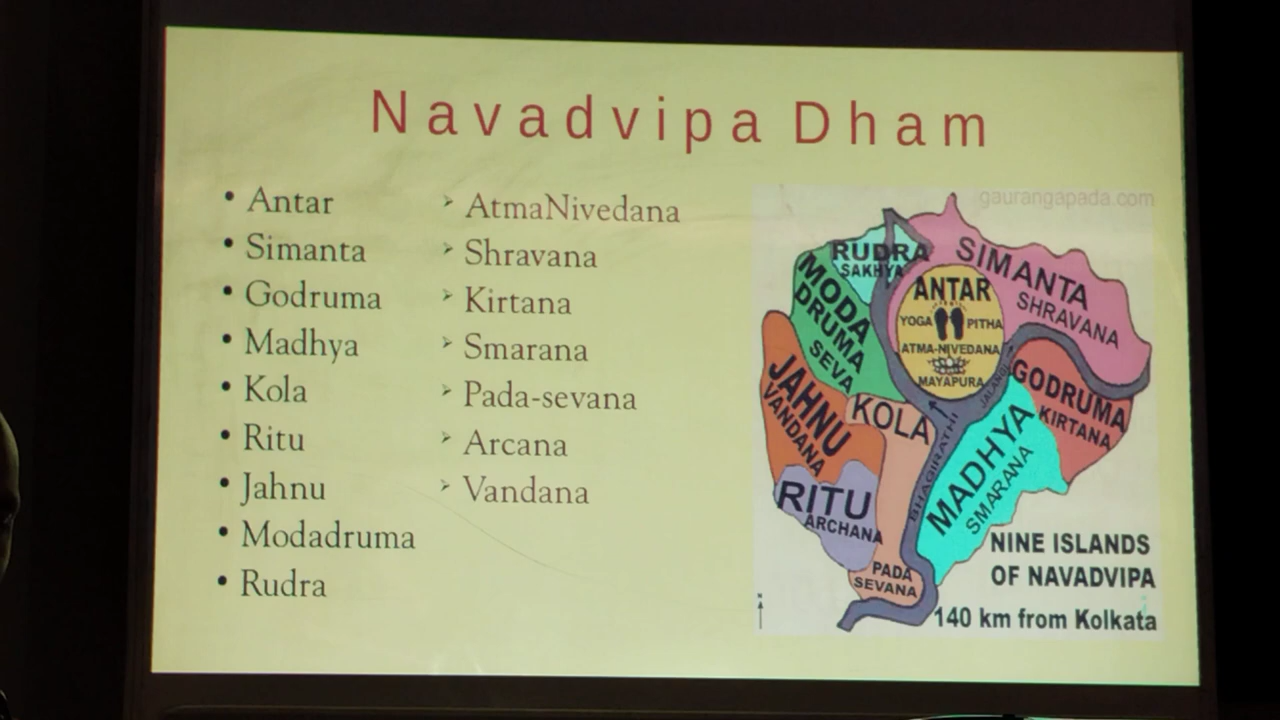 Navadvipa Dham
• Antar
• Simanta
• Godruma
• Madhya
• Kola
• Ritu
• Jahnu
• Modadruma
• Rudra
➢ AtmaNivedana
➢ Shravana
➢ Kirtana
➢ Smarana
➢ Pada-sevana
➢ Arcana
➢ Vandana
gaurangapada.com
RUDRA
SAKHYA
SIMANTA
SHRAVANA
ANTAR
YOGA PITHA
ATMA-NIVEDANA
MAYAPURA
MODA
DRUMA
SEVA
JAHNU
VANDANA
KOLA
GODRUMA
KIRTANA
BHAGIRATHI
MADHYA
SMARANA
RITU
ARCHANA
PADA
SEVANA
NINE ISLANDS
OF NAVADVIPA
140 km from Kolkata